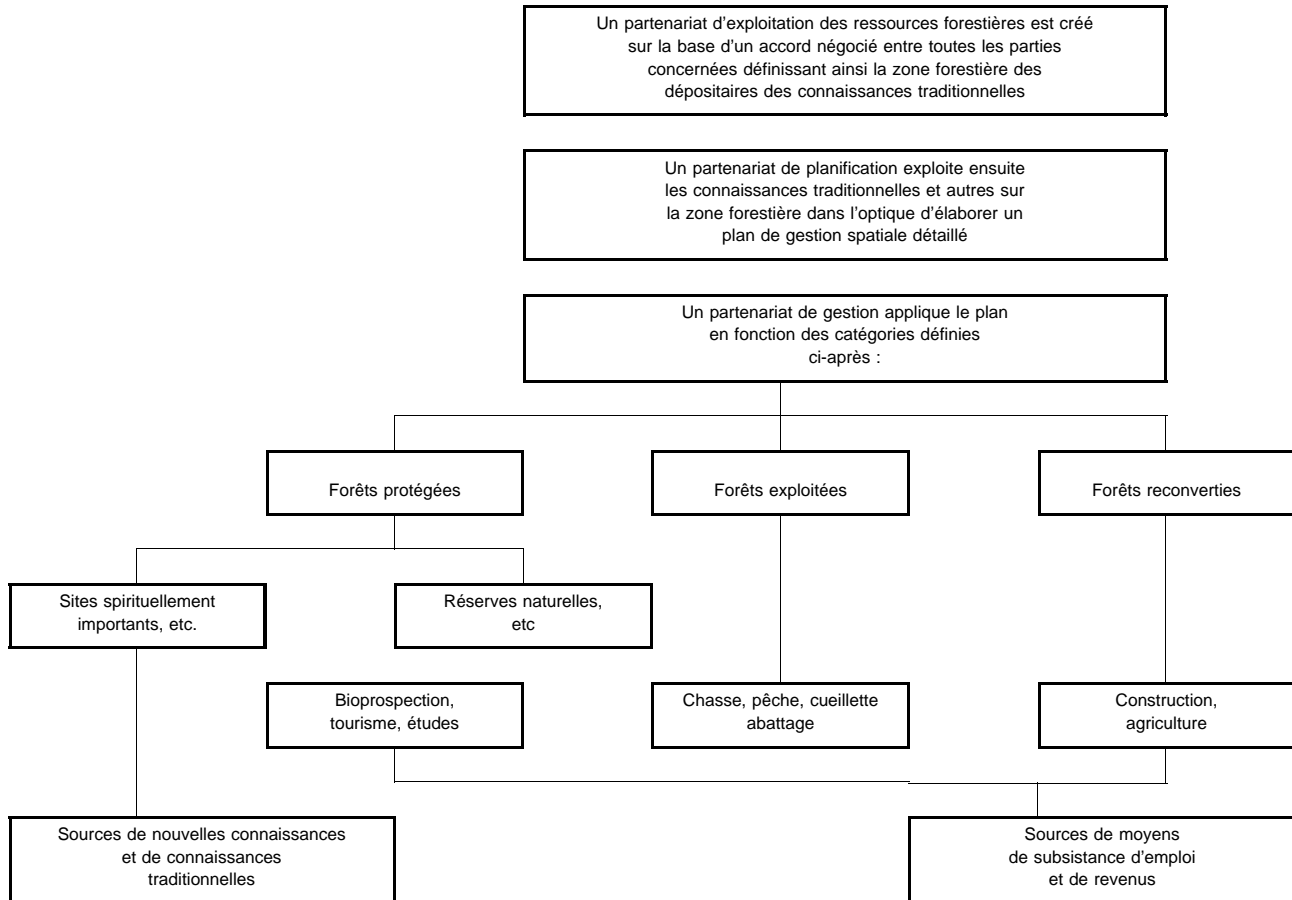 Un partenariat d'exploitation des ressources forestières est créé
sur la base d'un accord négocié entre toutes les parties
concernées définissant ainsi la zone forestière des
dépositaires des connaissances traditionnelles
Un partenariat de planification exploite ensuite
les connaissances traditionnelles et autres sur
la zone forestière dans l'optique d'élaborer un
plan de gestion spatiale détaillé
Un partenariat de gestion applique le plan
en fonction des catégories définies
ci-après :
Forêts protégées
Forêts exploitées
Forêts reconverties
Sites spirituellement
importants, etc.
Réserves naturelles,
etc
Bioprospection,
tourisme, études
Chasse, pêche, cueillette
abattage
Construction,
agriculture
Sources de nouvelles connaissances
et de connaissances
traditionnelles
Sources de moyens
de subsistance d'emploi
et de revenus